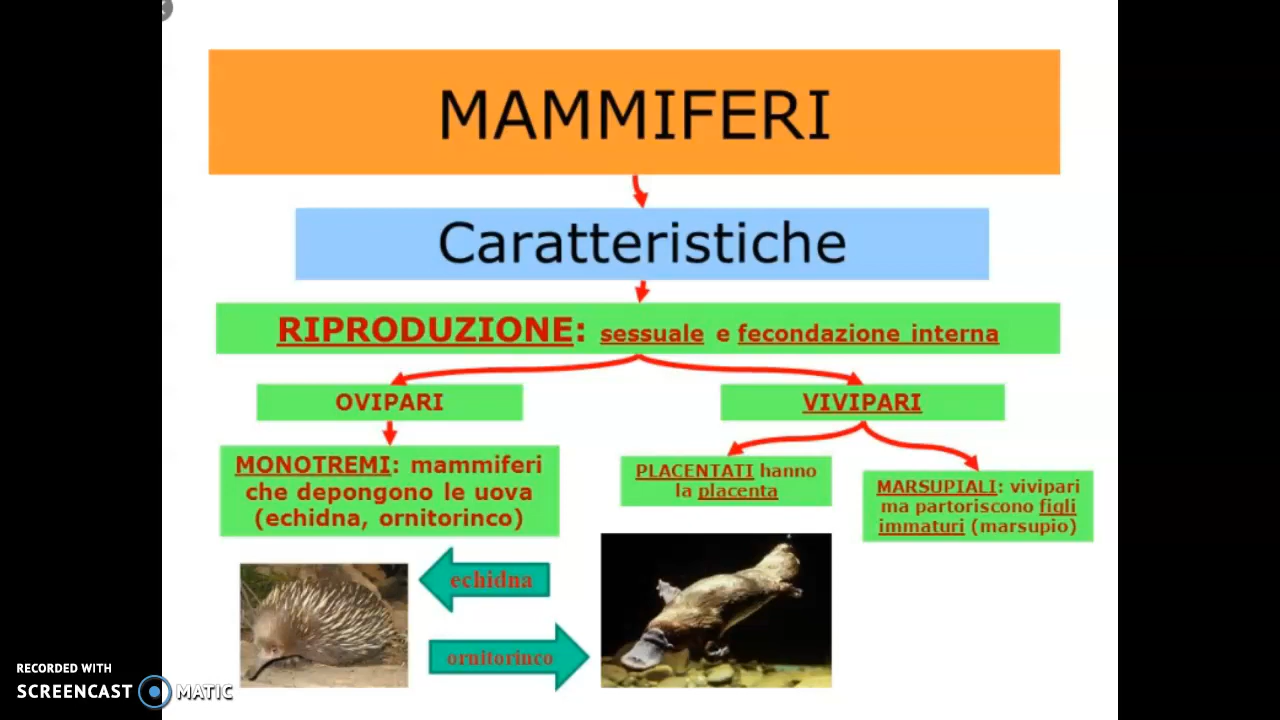 MAMMIFERI
Caratteristiche
RIPRODUZIONE: sessuale e fecondazione interna
OVIPARI
VIVIPARI
MONOTREMI: mammiferi
che depongono le uova
(echidna, ornitorinco)
PLACENTATI hanno
la placenta
MARSUPIALI: vivipari
ma partoriscono figli
immaturi (marsupio)
echidna
ornitorinco
RECORDED WITH
SCREENCAST MATIC